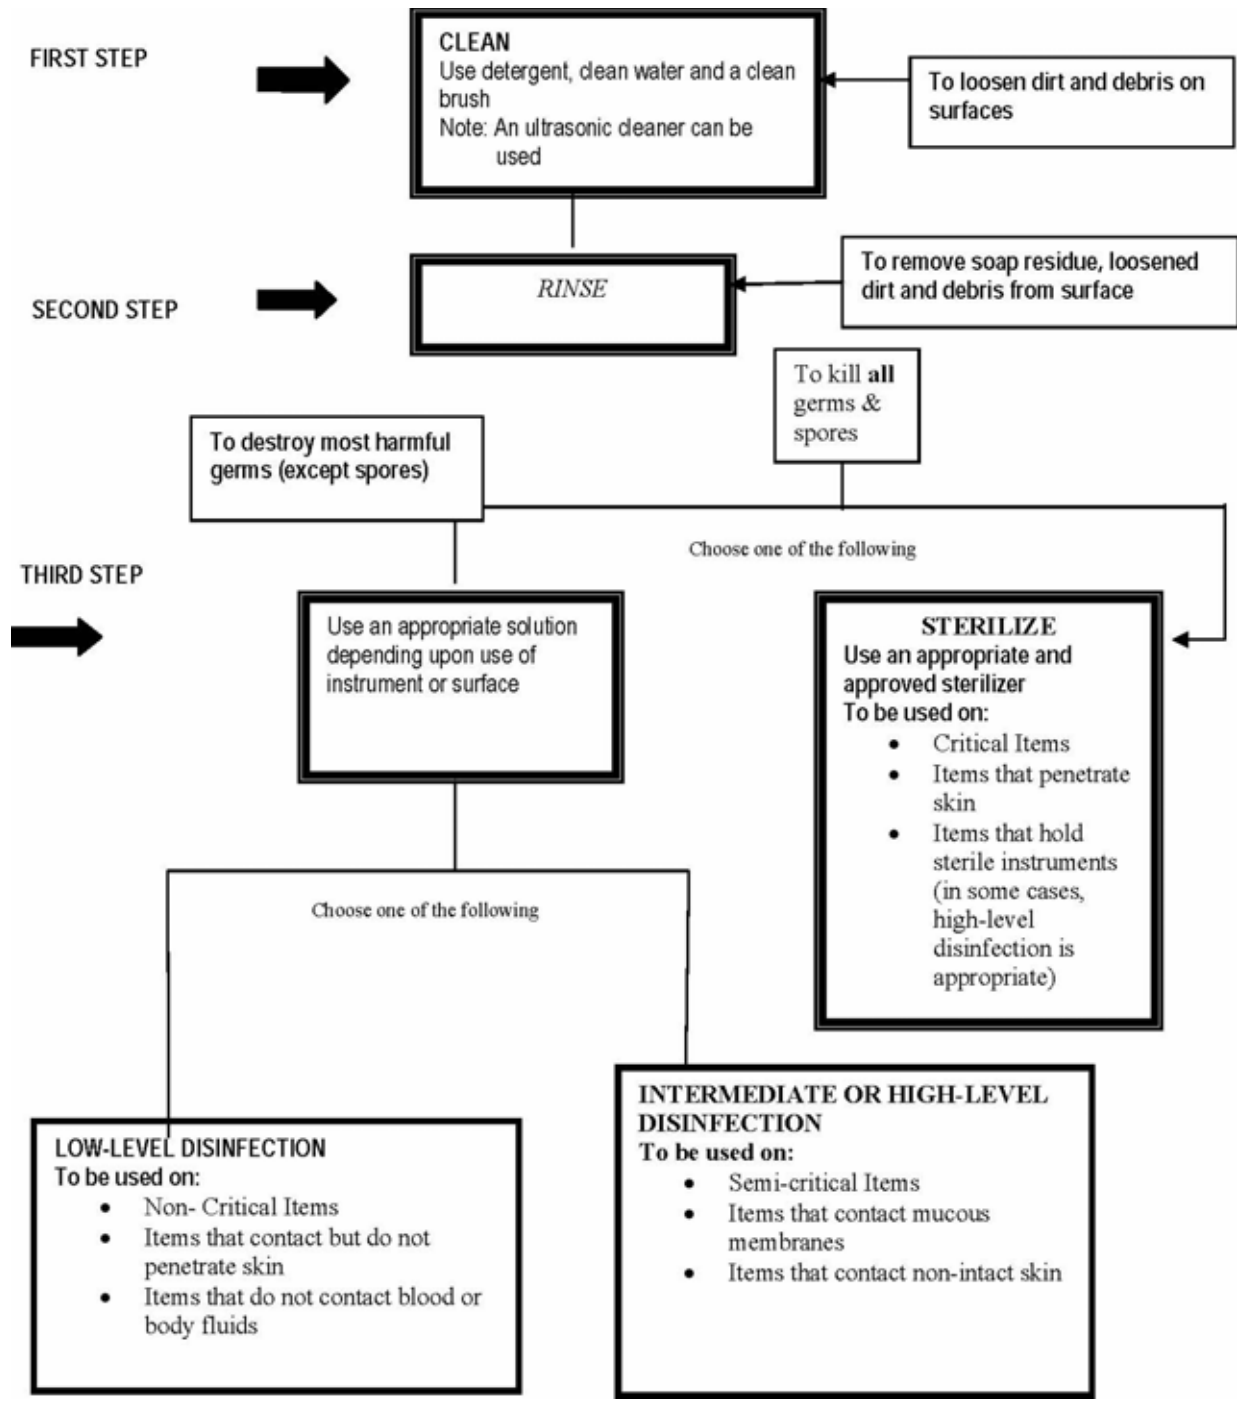 FIRST STEP
CLEAN
Use detergent, clean water and a clean
brush
Note: An ultrasonic cleaner can be
used
To loosen dirt and debris on
surfaces
SECOND STEP
RINSE
To remove soap residue, loosened
dirt and debris from surface
To kill all
germs &
spores
To destroy most harmful
germs (except spores)
Choose one of the following
THIRD STEP
Use an appropriate solution
depending upon use of
instrument or surface
STERILIZE
Use an appropriate and
approved sterilizer
To be used on:
• Critical Items
• Items that penetrate
skin
• Items that hold
sterile instruments
(in some cases,
high-level
disinfection is
appropriate)
Choose one of the following
LOW-LEVEL DISINFECTION
To be used on:
• Non- Critical Items
• Items that contact but do not
penetrate skin
• Items that do not contact blood or
body fluids
INTERMEDIATE OR HIGH-LEVEL
DISINFECTION
To be used on:
• Semi-critical Items
• Items that contact mucous
membranes
• Items that contact non-intact skin